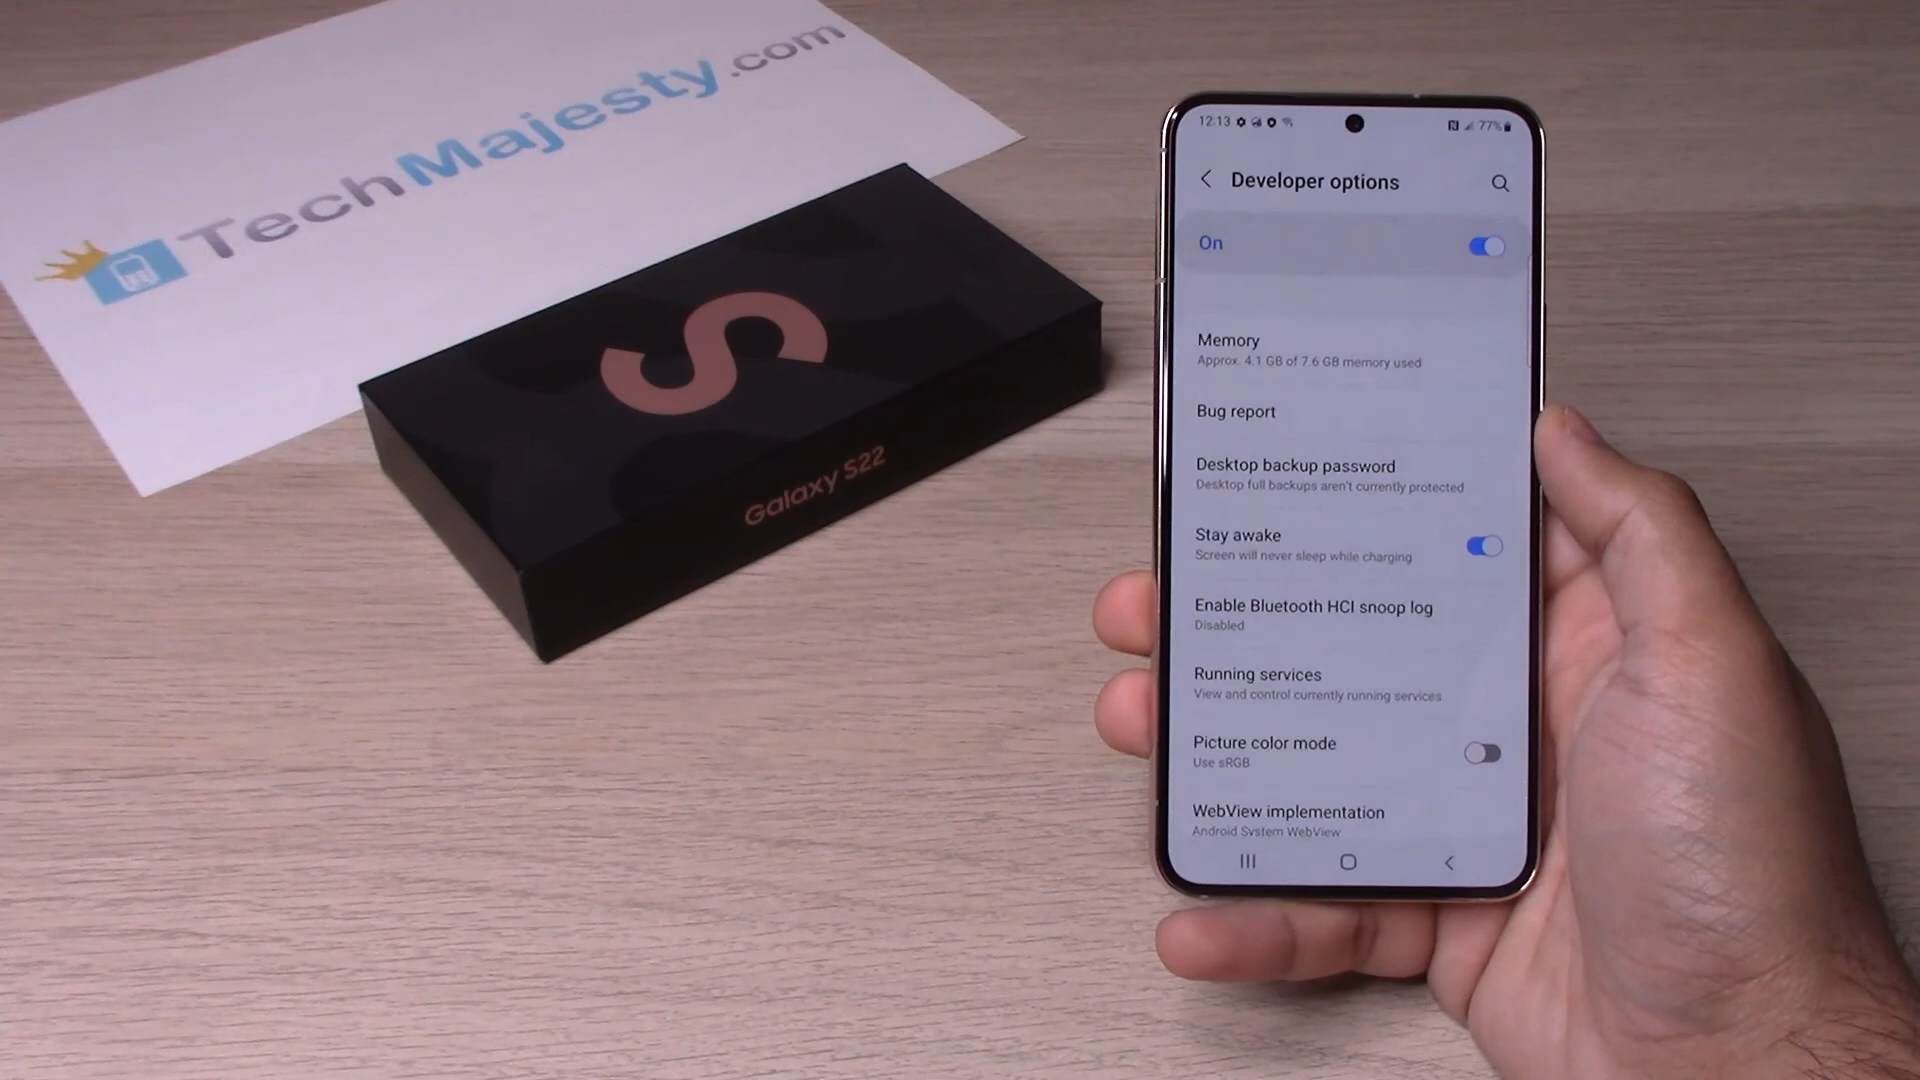 TechMajesty.com
Galaxy S22
12:13
77%
Developer options
On
Memory
Approx. 4.1 GB of 7.6 GB memory used
Bug report
Desktop backup password
Desktop full backups aren't currently protected
Stay awake
Screen will never sleep while charging
Enable Bluetooth HCI snoop log
Disabled
Running services
View and control currently running services
Picture color mode
Use sRGB
WebView implementation
Android System WebView